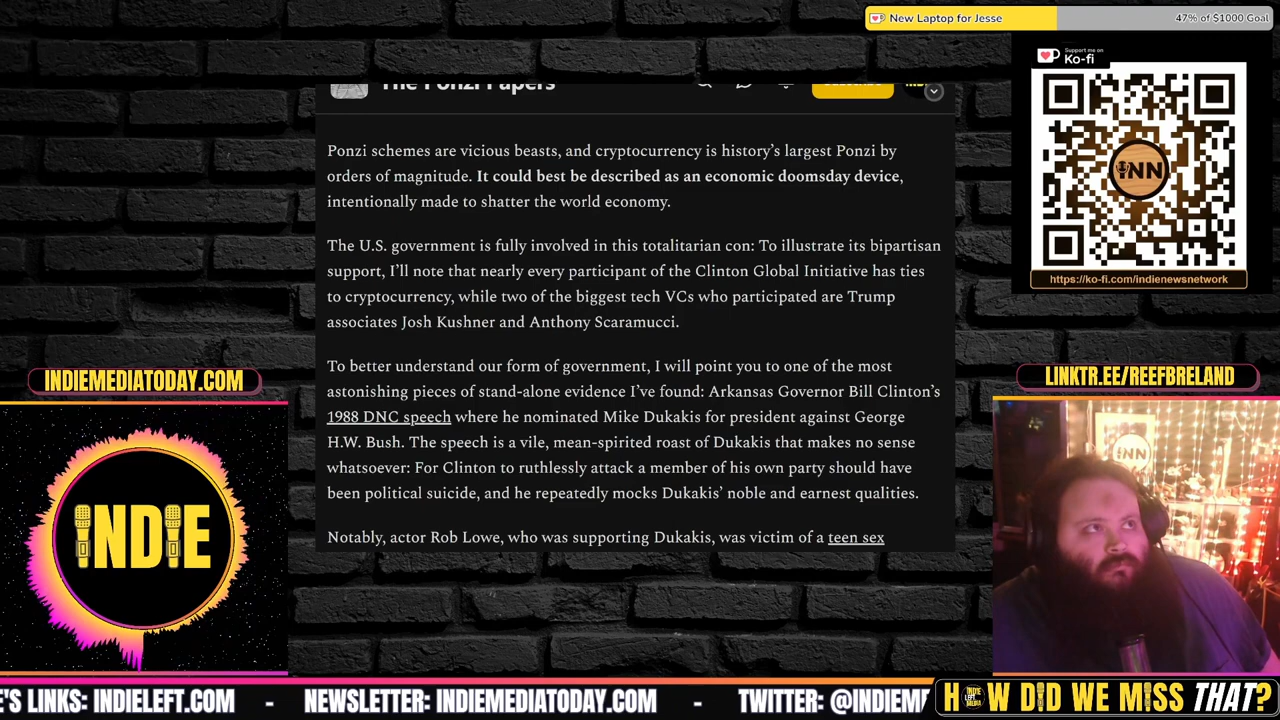 New Laptop for Jesse
47% of $1000 Goal
Support me on
Ko-fi
The Ponzi Papers
Subscribe
Ponzi schemes are vicious beasts, and cryptocurrency is history's largest Ponzi by
orders of magnitude. It could best be described as an economic doomsday device,
intentionally made to shatter the world economy.
The U.S. government is fully involved in this totalitarian con: To illustrate its bipartisan
support, I'll note that nearly every participant of the Clinton Global Initiative has ties
to cryptocurrency, while two of the biggest tech VCs who participated are Trump
associates Josh Kushner and Anthony Scaramucci.
To better understand our form of government, I will point you to one of the most
astonishing pieces of stand-alone evidence I've found: Arkansas Governor Bill Clinton's
1988 DNC speech where he nominated Mike Dukakis for president against George
H.W. Bush. The speech is a vile, mean-spirited roast of Dukakis that makes no sense
whatsoever: For Clinton to ruthlessly attack a member of his own party should have
been political suicide, and he repeatedly mocks Dukakis' noble and earnest qualities.
Notably, actor Rob Lowe, who was supporting Dukakis, was victim of a teen sex
INN
https://ko-fi.com/indienewsnetwork
INDIEMEDIATODAY.COM
INDIE
LINKTR.EE/REEFBRELAND
INN
E'S LINKS: INDIELEFT.COM - NEWSLETTER: INDIEMEDIATODAY.COM - TWITTER: @INDIEM
HOW DID WE MISS THAT?